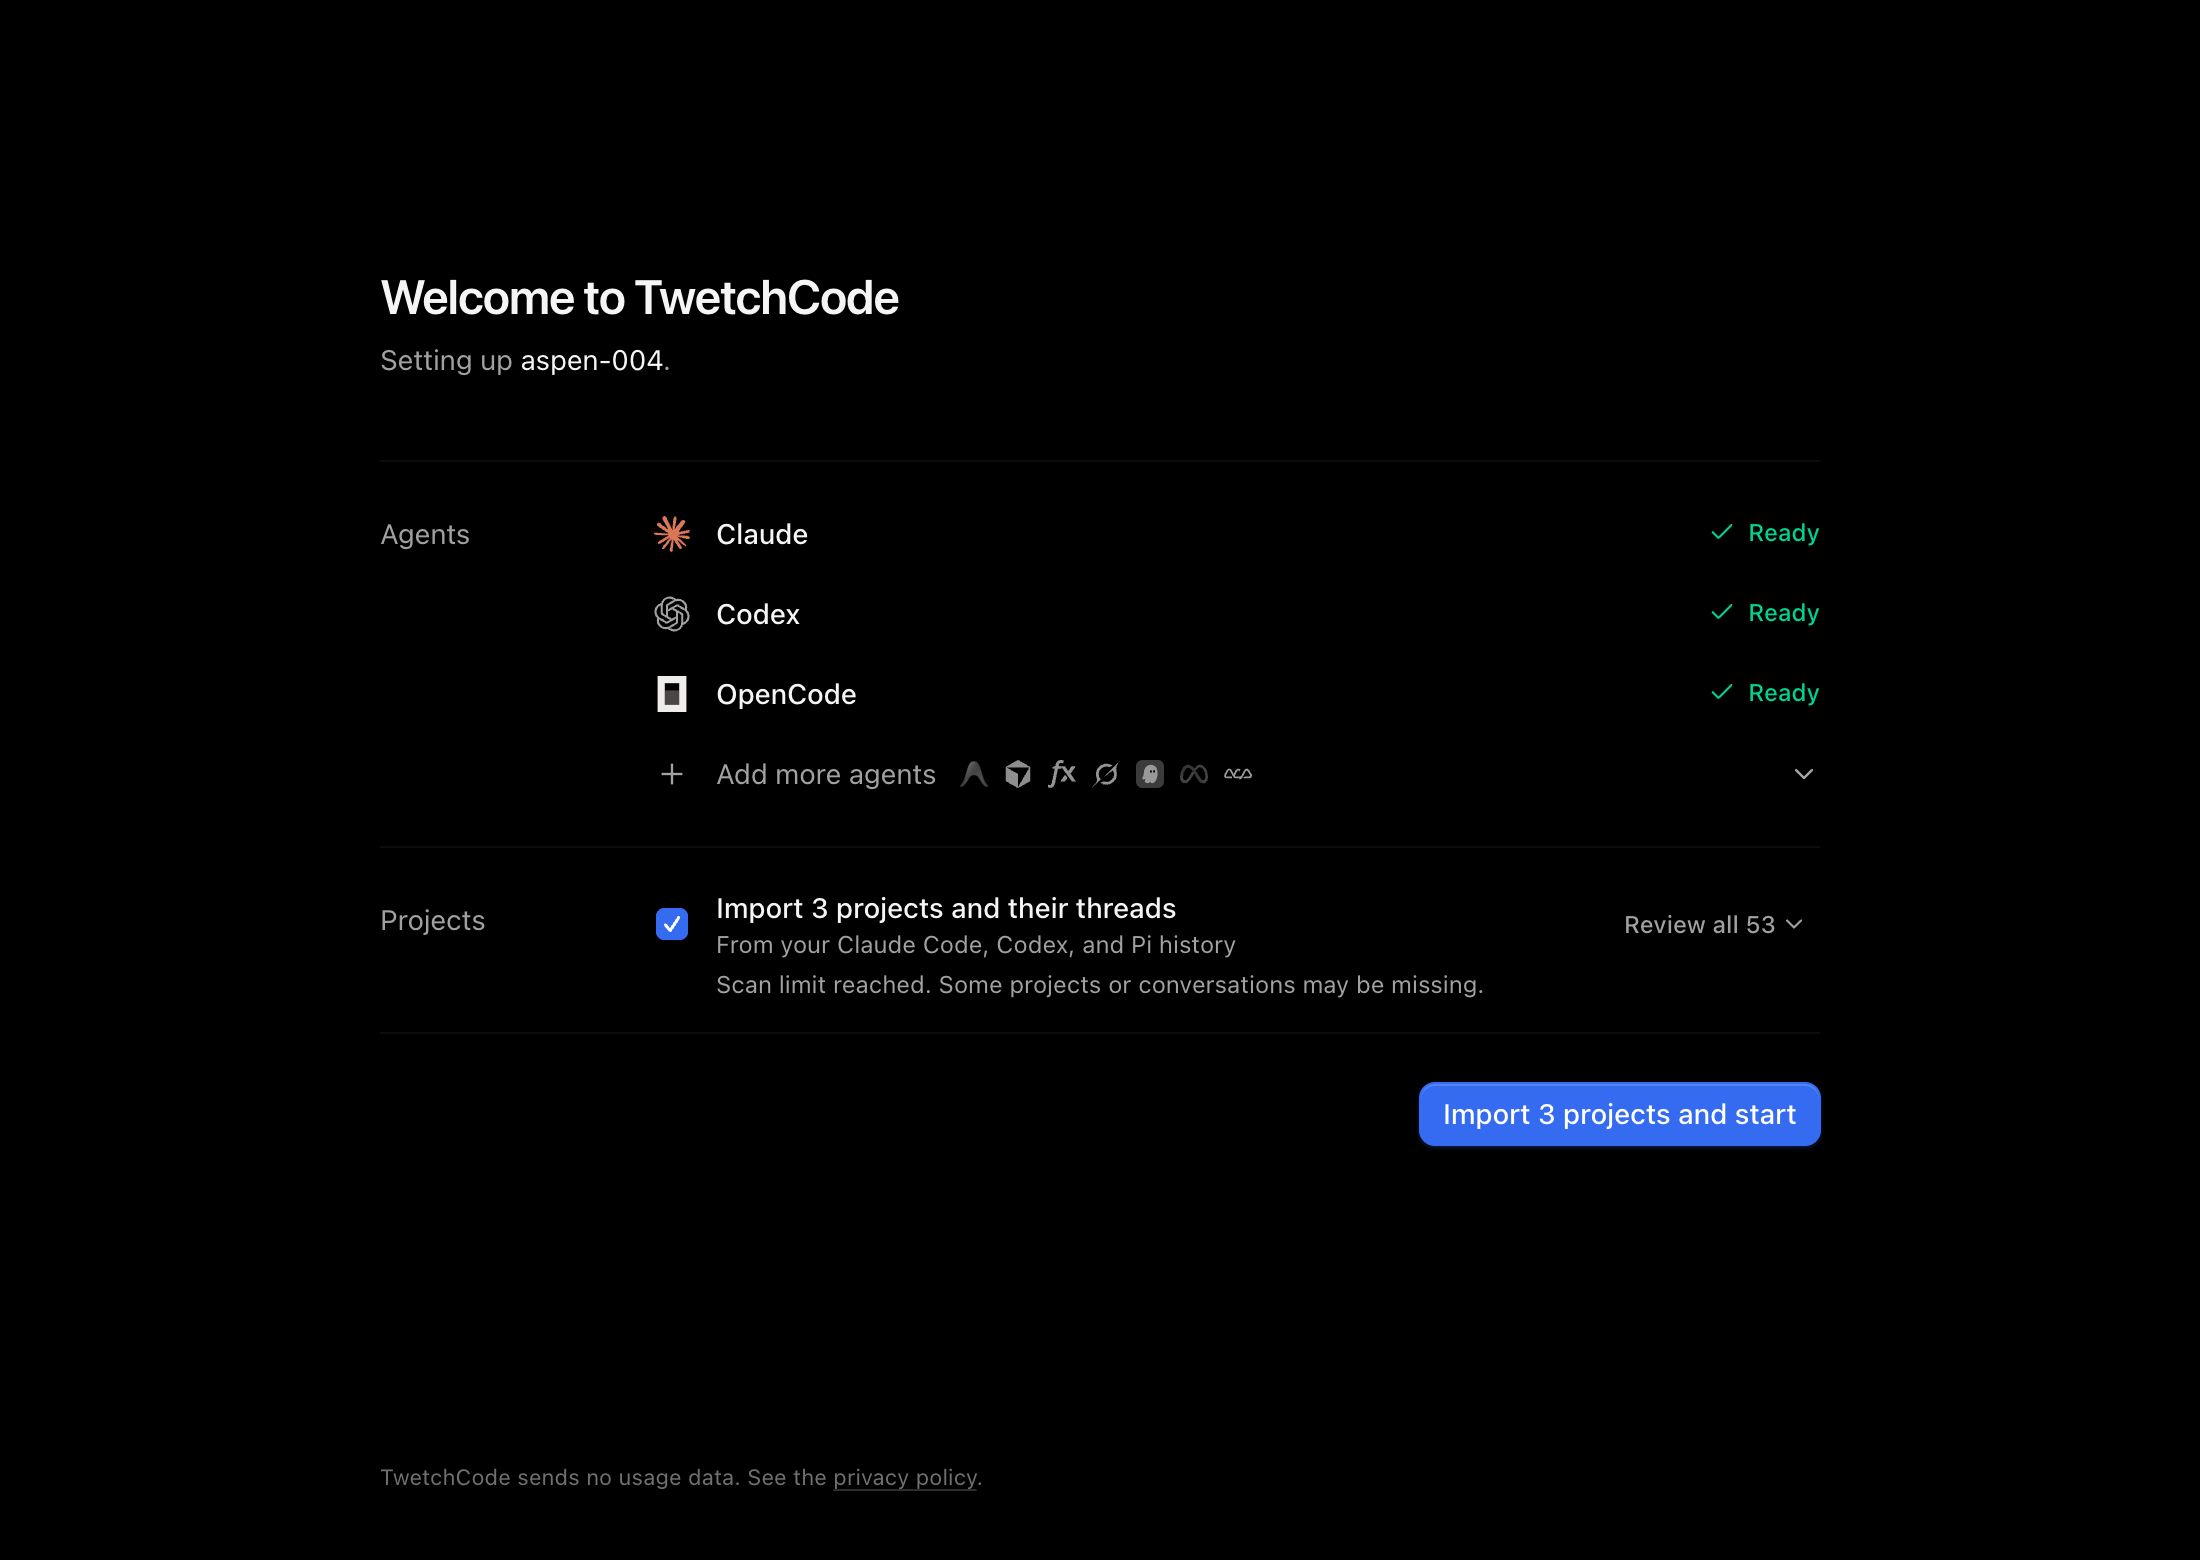 Welcome to TwetchCode
Setting up aspen-004.
Agents
Claude
Ready
Codex
Ready
OpenCode
Ready
Add more agents
Projects
Import 3 projects and their threads
From your Claude Code, Codex, and Pi history
Scan limit reached. Some projects or conversations may be missing.
Review all 53
Import 3 projects and start
TwetchCode sends no usage data. See the privacy policy.